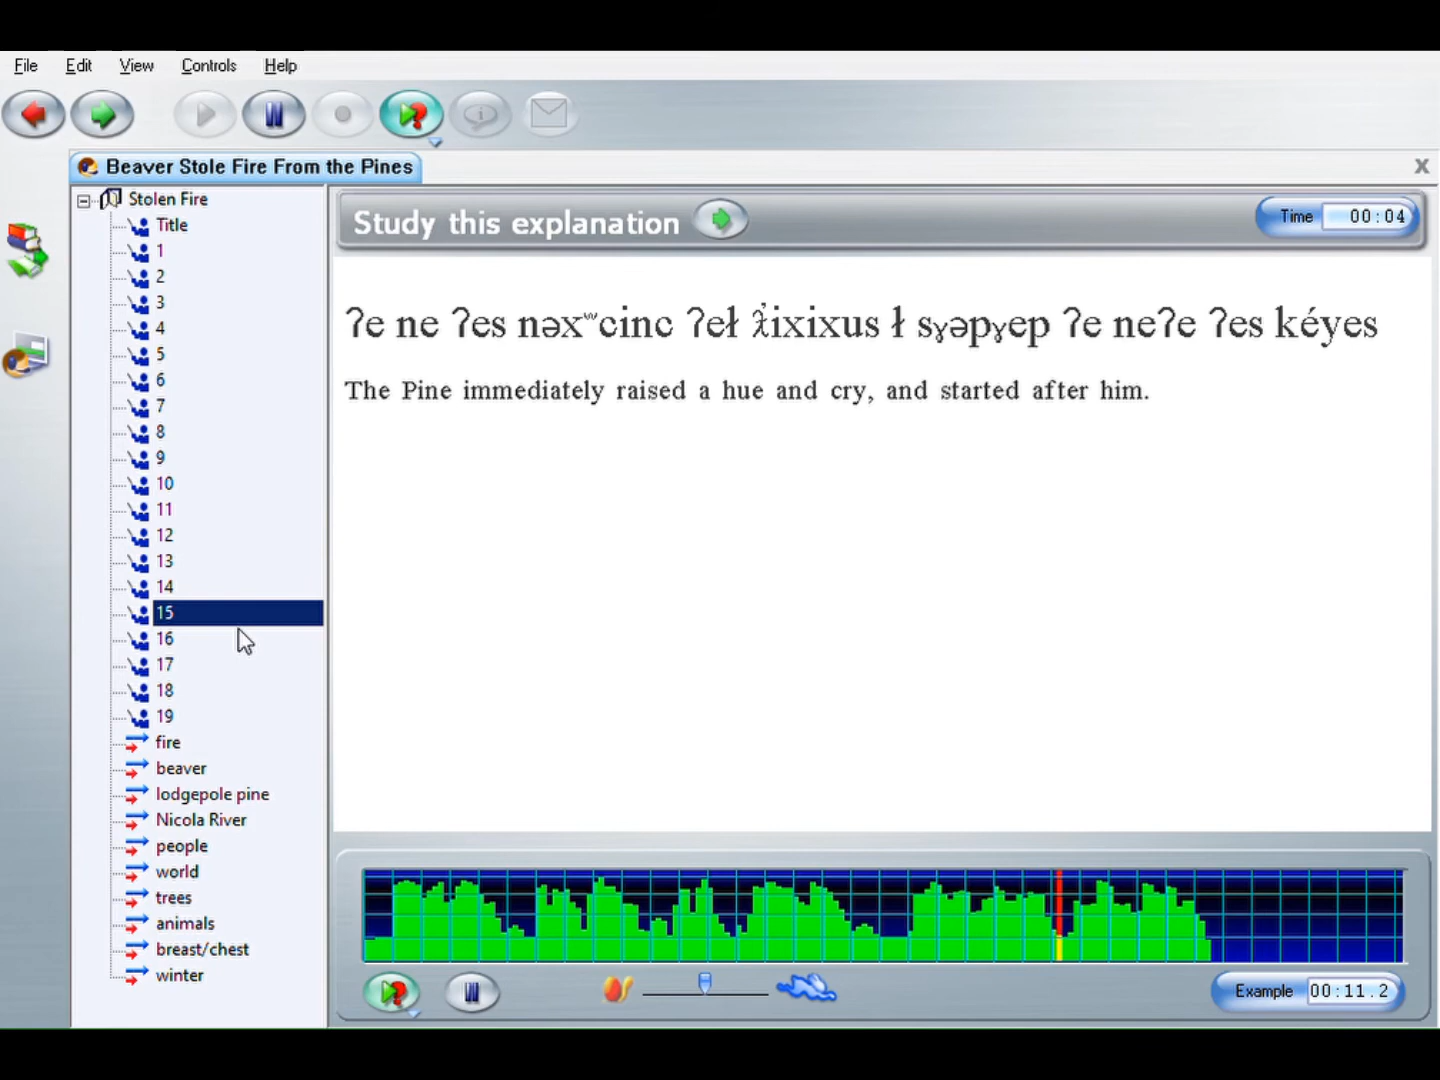 File Edit View Controls Help
Beaver Stole Fire From the Pines
Stolen Fire
Title
1
2
3
4
5
6
7
8
9
10
11
12
13
14
15
16
17
18
19
fire
beaver
lodgepole pine
Nicola River
people
world
trees
animals
breast/chest
winter
Study this explanation
Time 00:04
ʔe ne ʔes nəxʷcinc ʔeł ƛ̓ixixus ł sɣəpɣep ʔe neʔe ʔes kéyes
The Pine immediately raised a hue and cry, and started after him.
Example 00:11.2